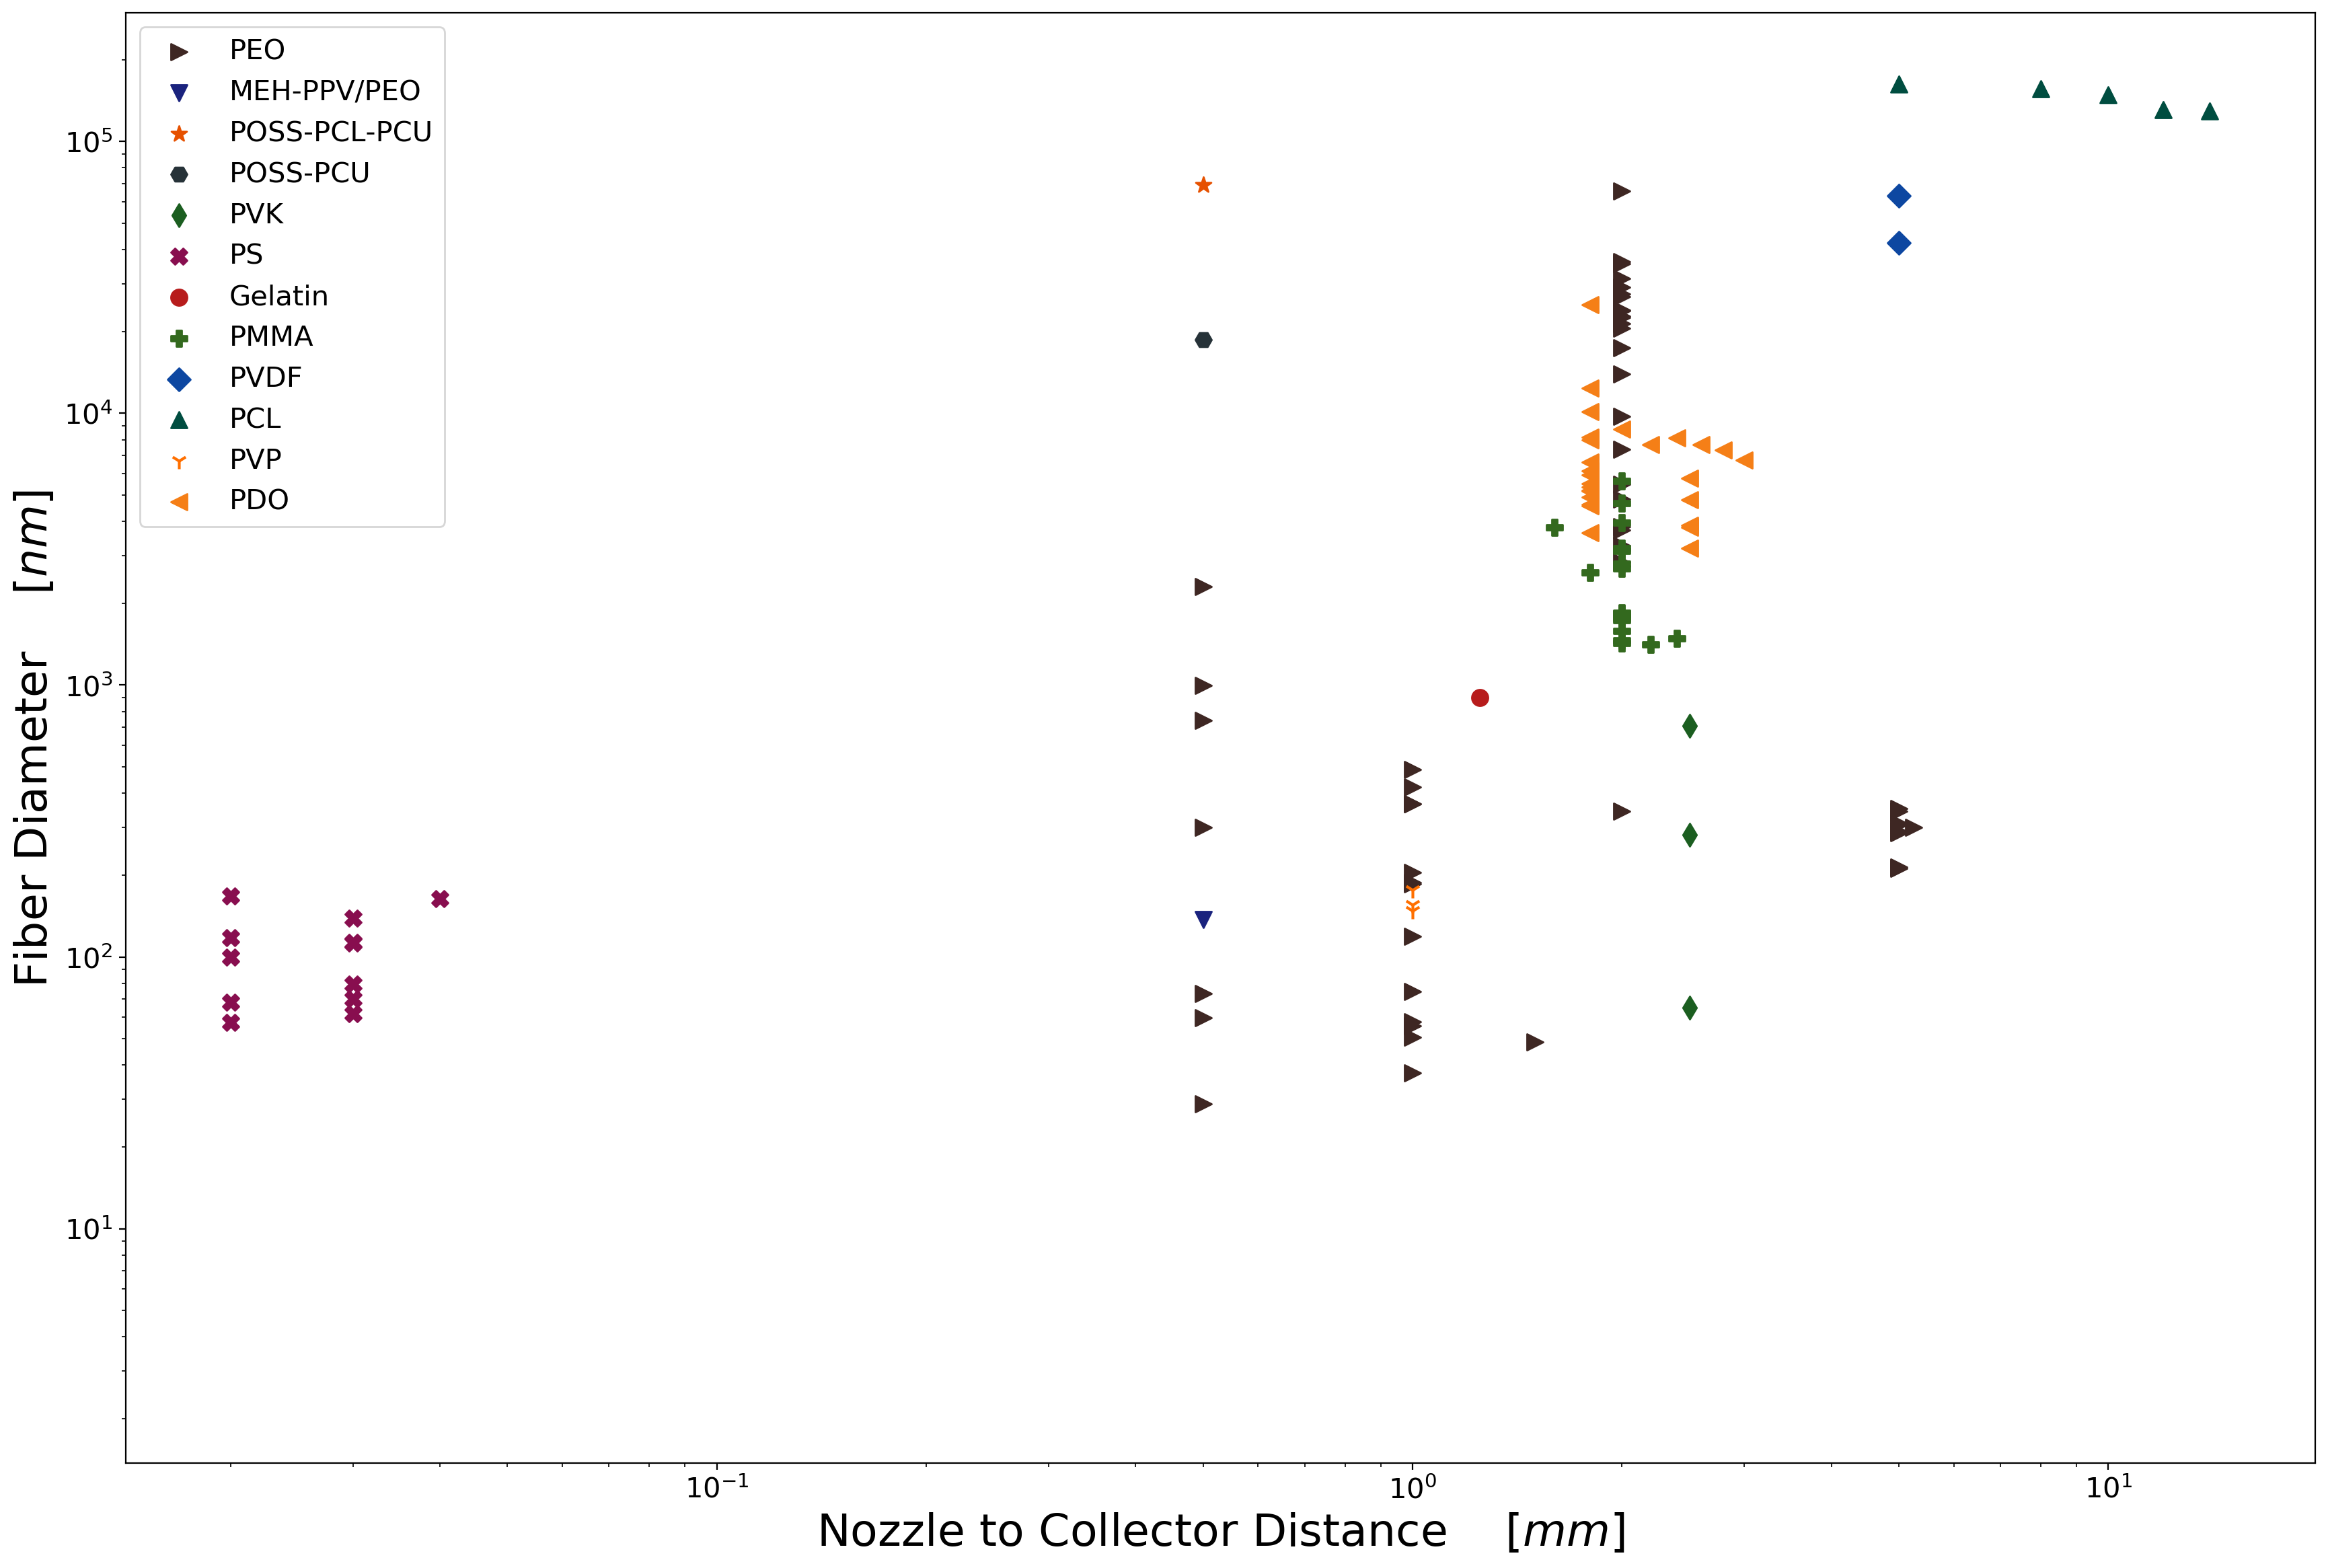 PEO
MEH-PPV/PEO
POSS-PCL-PCU
POSS-PCU
PVK
PS
Gelatin
PMMA
PVDF
PCL
PVP
PDO
10⁵
10⁴
10³
10²
10¹
Fiber Diameter [nm]
10⁻¹
10⁰
10¹
Nozzle to Collector Distance [mm]